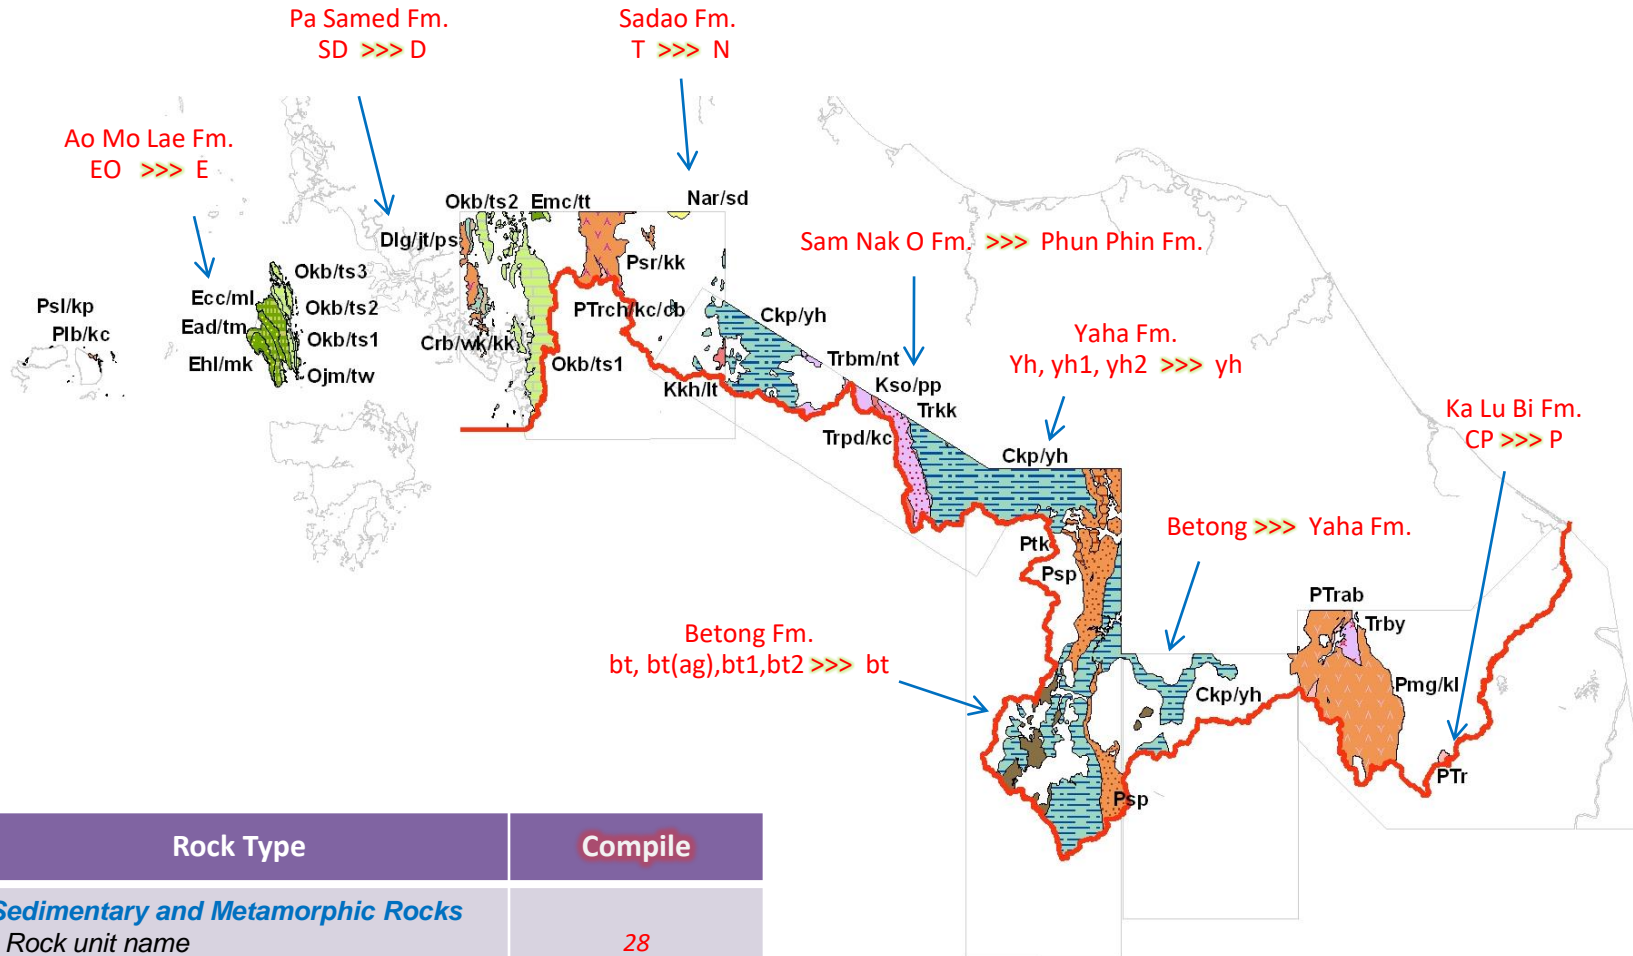 Pa Samed Fm.
SD >>> D
Sadao Fm.
T >>> N
Ao Mo Lae Fm.
EO >>> E
Okb/ts2
Emc/tt
Nar/sd
Dlg/jt/ps
Sam Nak O Fm. >>> Phun Phin Fm.
Psr/kk
Okb/ts3
Ecc/ml
Okb/ts2
Psl/kp
Ead/tm
PTrch/kc/cb
Ckp/yh
Plb/kc
Okb/ts1
Crb/wk/kk
Yaha Fm.
Yh, yh1, yh2 >>> yh
Ehl/mk
Okb/ts1
Trbm/nt
Ojm/tw
Kkh/lt
Kso/pp
Trkk
Ka Lu Bi Fm.
CP >>> P
Trpd/kc
Ckp/yh
Betong >>> Yaha Fm.
Ptk
Psp
PTrab
Trby
Betong Fm.
bt, bt(ag),bt1,bt2 >>> bt
Ckp/yh
Pmg/kl
PTr
Psp
Rock Type
Compile
Sedimentary and Metamorphic Rocks
Rock unit name
28